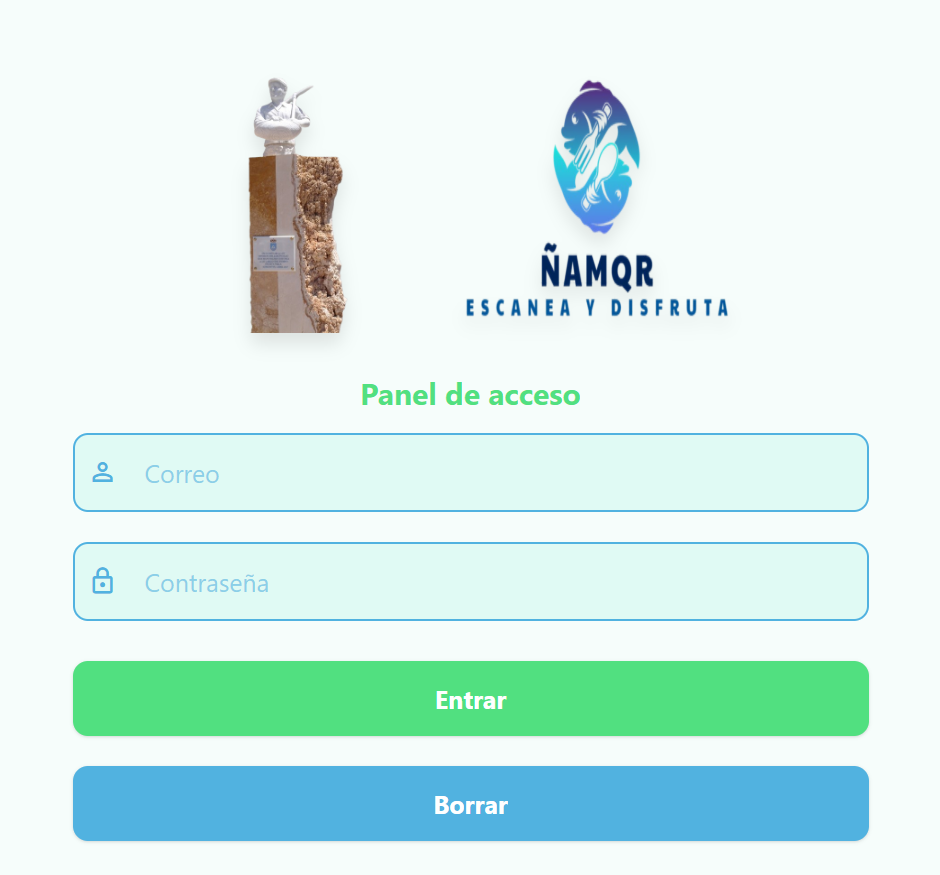 ÑAMQR
ESCANEA Y DISFRUTA
Panel de acceso
Correo
Contraseña
Entrar
Borrar